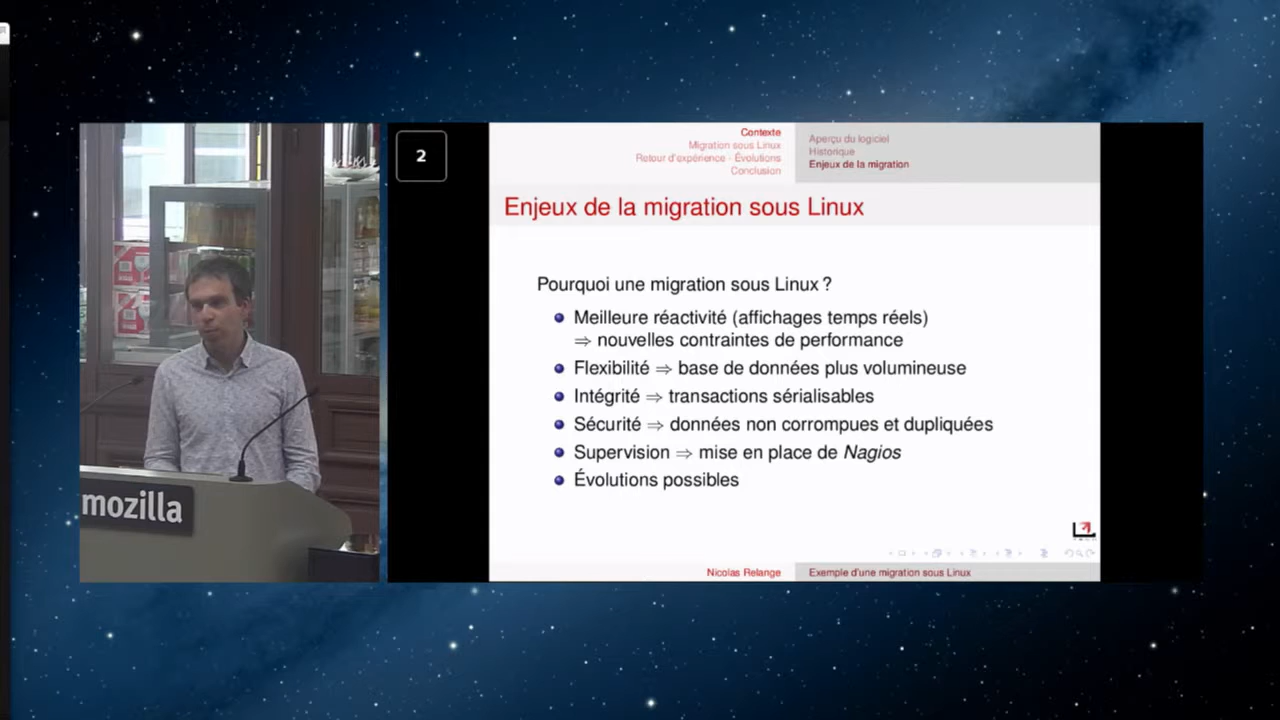 2
Contexte
Migration sous Linux
Retour d'expérience - Évolutions
Conclusion
Aperçu du logiciel
Historique
Enjeux de la migration
Enjeux de la migration sous Linux
Pourquoi une migration sous Linux ?
Meilleure réactivité (affichages temps réels)
⇒ nouvelles contraintes de performance
Flexibilité ⇒ base de données plus volumineuse
Intégrité ⇒ transactions sérialisables
Sécurité ⇒ données non corrompues et dupliquées
Supervision ⇒ mise en place de Nagios
Évolutions possibles
Nicolas Relange
Exemple d'une migration sous Linux
mozilla